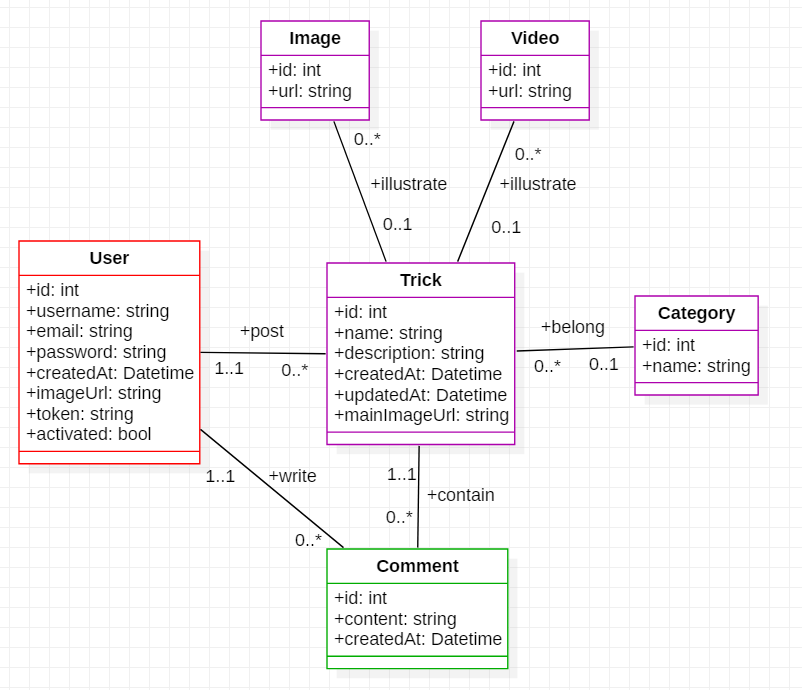 Image
+id: int
+url: string
Video
+id: int
+url: string
0..*
0..*
+illustrate
+illustrate
0..1
0..1
User
+id: int
+username: string
+email: string
+password: string
+createdAt: Datetime
+imageUrl: string
+token: string
+activated: bool
+post
1..1
0..*
Trick
+id: int
+name: string
+description: string
+createdAt: Datetime
+updatedAt: Datetime
+mainImageUrl: string
+belong
0..*
0..1
Category
+id: int
+name: string
1..1
+write
0..*
1..1
+contain
0..*
Comment
+id: int
+content: string
+createdAt: Datetime